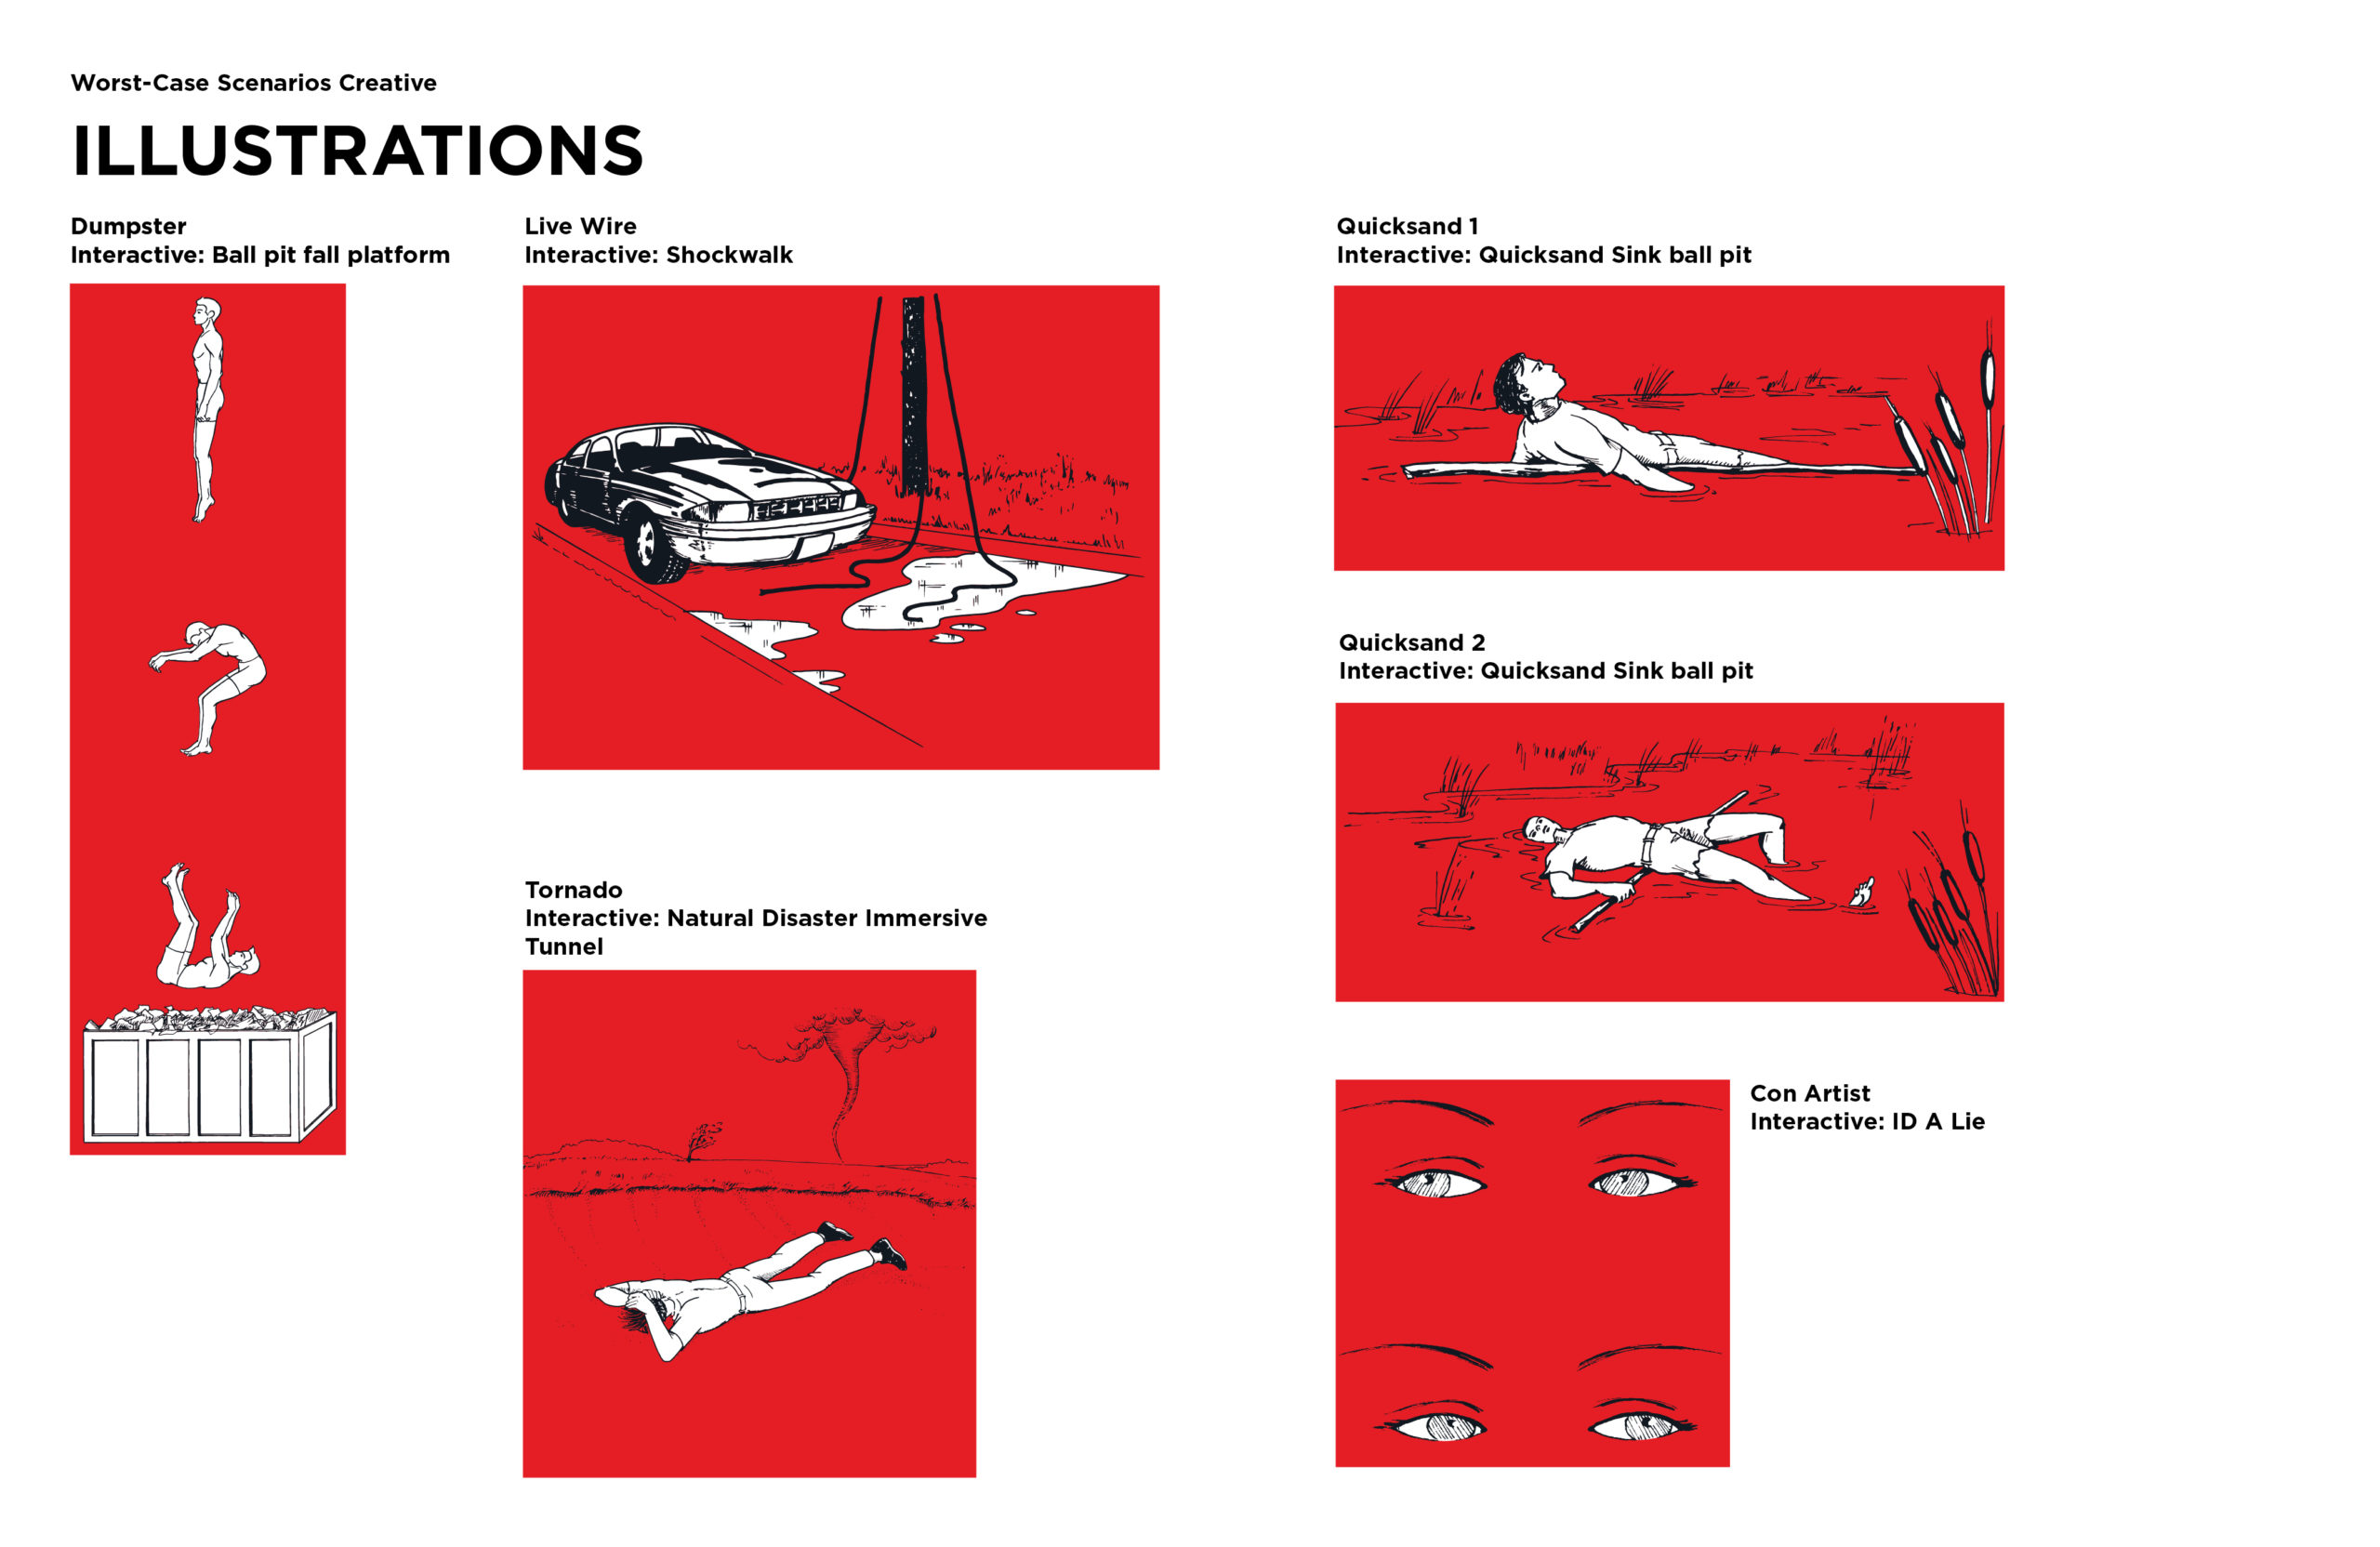 Worst-Case Scenarios Creative
ILLUSTRATIONS
Dumpster
Interactive: Ball pit fall platform
Live Wire
Interactive: Shockwalk
Tornado
Interactive: Natural Disaster Immersive
Tunnel
Quicksand 1
Interactive: Quicksand Sink ball pit
Quicksand 2
Interactive: Quicksand Sink ball pit
Con Artist
Interactive: ID A Lie